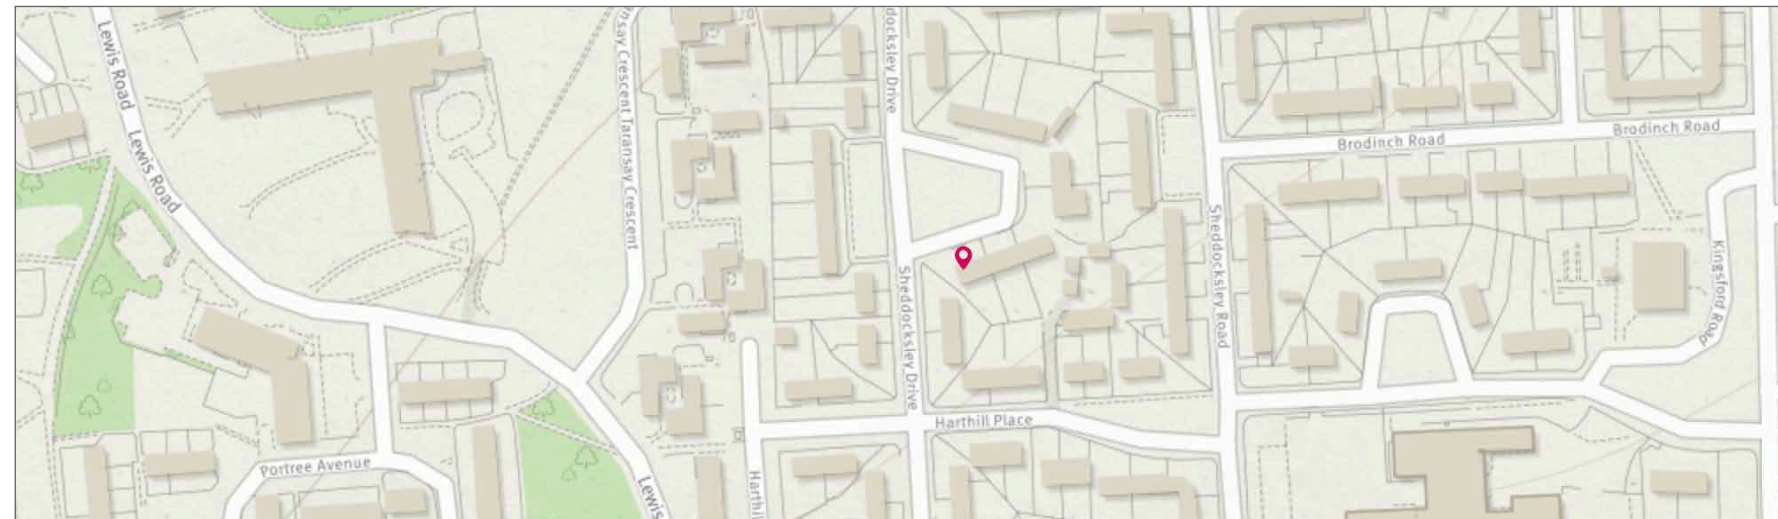 Lewis Road
Lewis Road
say Crescent Taransay Crescent
docksley Drive
Brodinch Road
Brodinch Road
Sheddocksley Drive
Sheddocksley Road
Kingsford Road
Harthill Place
Portree Avenue
Lewis
Harthi